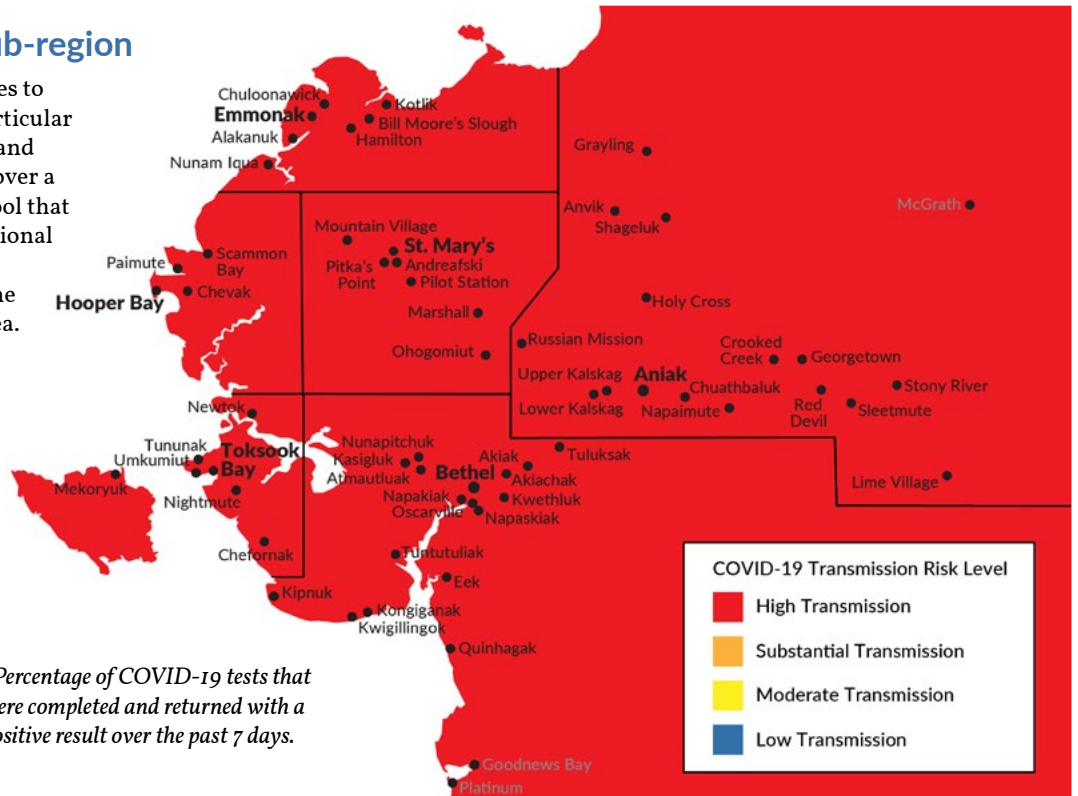 b-region
es to
rticular
and
over a
ool that
ional
ne
ea.
Chuloonawick
Emmonak
Alakanuk
Nunam Iqua
Kotlik
Bill Moore's Slough
Hamilton
Grayling
Anvik
Shageluk
McGrath
Holy Cross
Mountain Village
St. Mary's
Pitka's
Point
Andreafski
Pilot Station
Marshall
Ohogomiut
Paimute
Scammon
Bay
Hooper Bay
Chevak
Russian Mission
Upper Kalskag
Lower Kalskag
Aniak
Chuathbaluk
Napaimute
Crooked
Creek
Georgetown
Red
Devil
Stony River
Sleetmute
Lime Village
Newtok
Tununak
Umkumiut
Toksook
Bay
Mekoryuk
Nightmute
Chefornak
Kipnuk
Nunapitchuk
Kasigluk
Atmautluak
Bethel
Akiak
Akiachak
Tuluksak
Kwethluk
Napakiak
Oscarville
Napaskiak
Tuntutuliak
Eek
Kongiganak
Kwigillingok
Quinhagak
Goodnews Bay
Platinum
COVID-19 Transmission Risk Level
High Transmission
Substantial Transmission
Moderate Transmission
Low Transmission
Percentage of COVID-19 tests that
ere completed and returned with a
ositive result over the past 7 days.